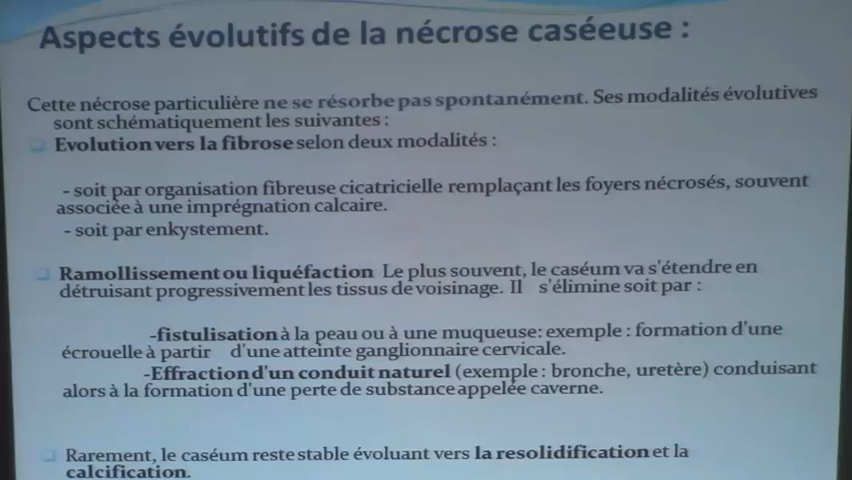 Aspects évolutifs de la nécrose caséeuse :
Cette nécrose particulière ne se résorbe pas spontanément. Ses modalités évolutives
sont schématiquement les suivantes :
Evolution vers la fibrose selon deux modalités :
- soit par organisation fibreuse cicatricielle remplaçant les foyers nécrosés, souvent
associée à une imprégnation calcaire.
- soit par enkystement.
Ramollissement ou liquéfaction Le plus souvent, le caséum va s'étendre en
détruisant progressivement les tissus de voisinage. Il s'élimine soit par :
-fistulisation à la peau ou à une muqueuse: exemple : formation d'une
écrouelle à partir d'une atteinte ganglionnaire cervicale.
-Effraction d'un conduit naturel (exemple : bronche, uretère) conduisant
alors à la formation d'une perte de substance appelée caverne.
Rarement, le caséum reste stable évoluant vers la resolidification et la
calcification.